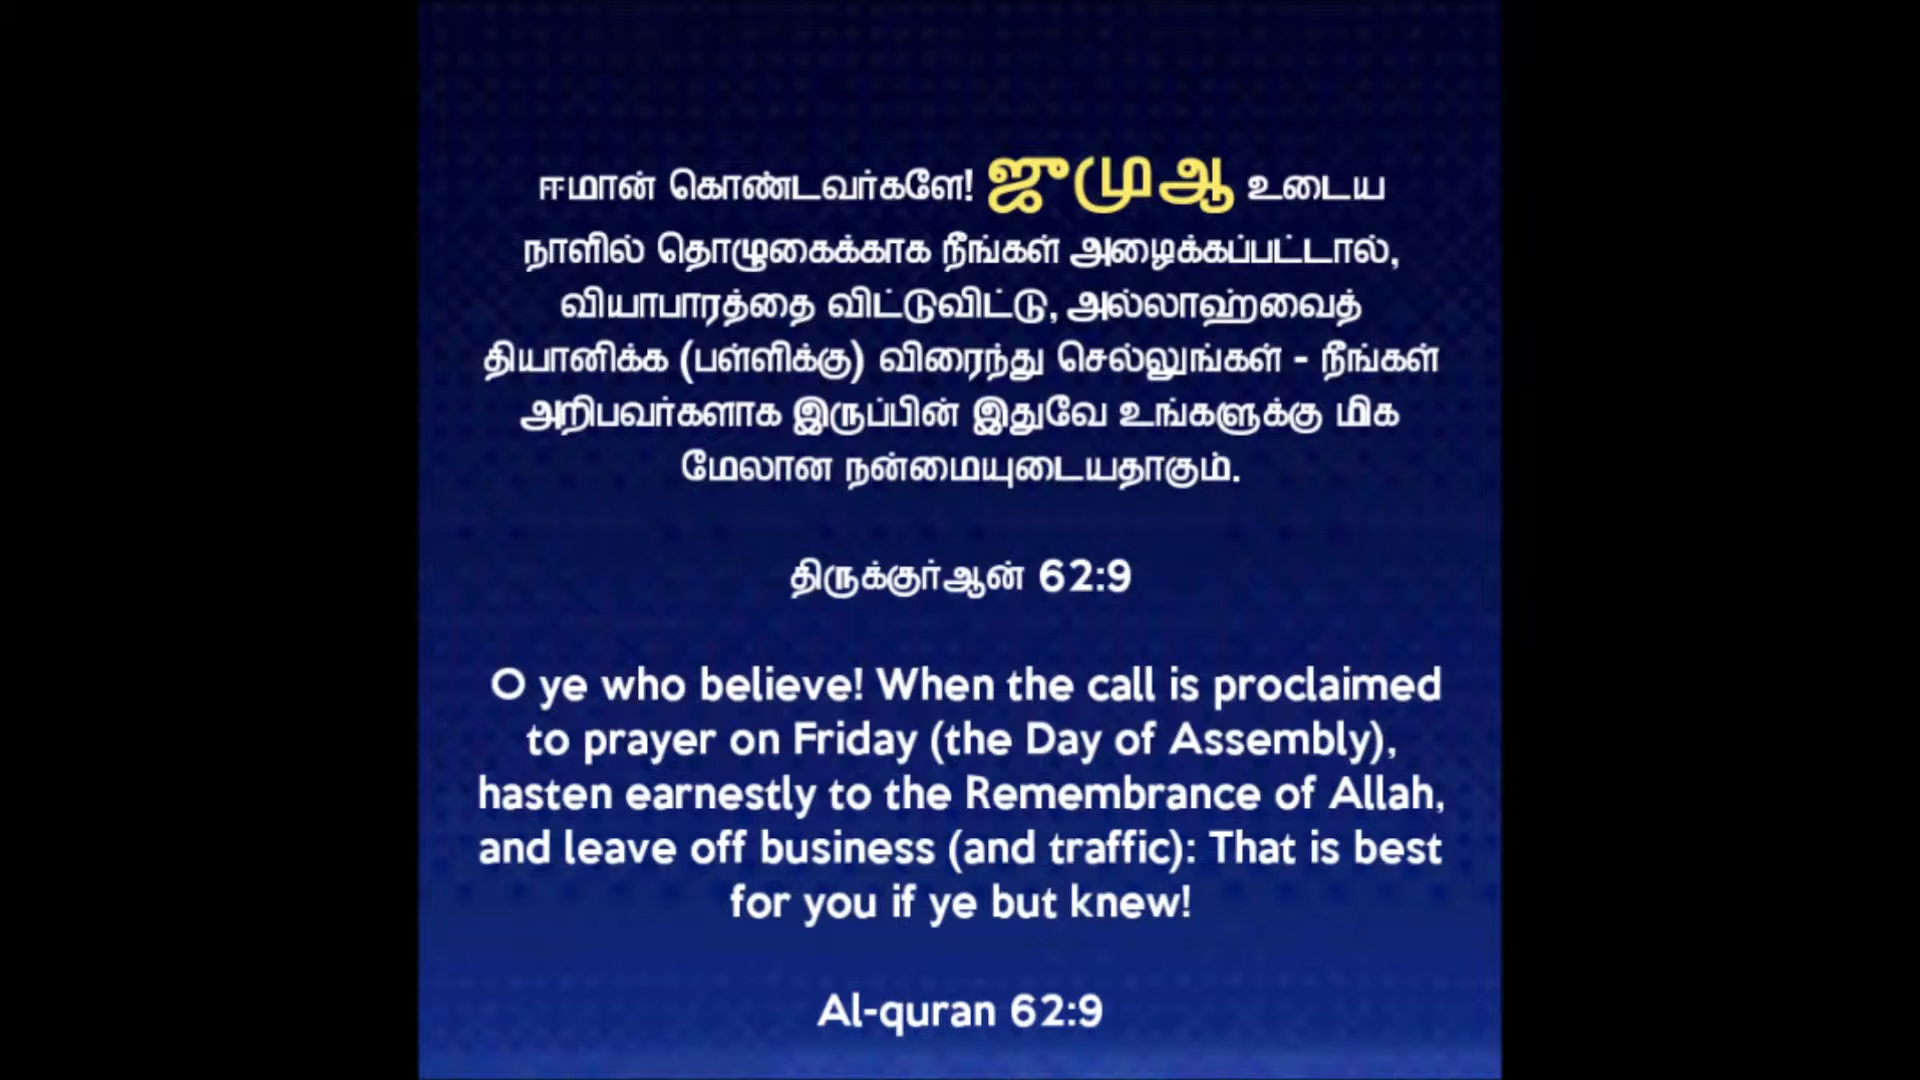 ஈமான் கொண்டவர்களே! ஜுமுஆ உடைய
நாளில் தொழுகைக்காக நீங்கள் அழைக்கப்பட்டால்,
வியாபாரத்தை விட்டுவிட்டு, அல்லாஹ்வைத்
தியானிக்க (பள்ளிக்கு) விரைந்து செல்லுங்கள் - நீங்கள்
அறிபவர்களாக இருப்பின் இதுவே உங்களுக்கு மிக
மேலான நன்மையுடையதாகும்.
திருக்குர்ஆன் 62:9
O ye who believe! When the call is proclaimed
to prayer on Friday (the Day of Assembly),
hasten earnestly to the Remembrance of Allah,
and leave off business (and traffic): That is best
for you if ye but knew!
Al-quran 62:9